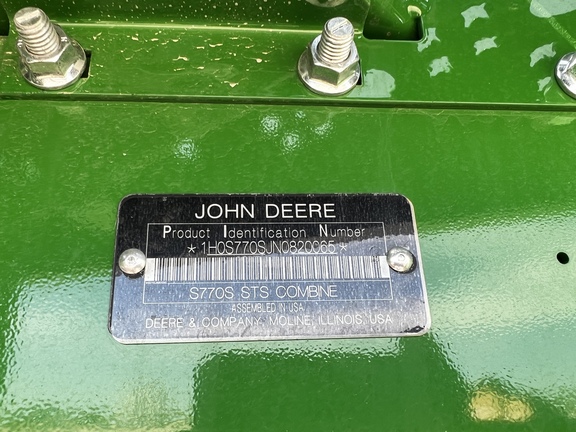 JOHN DEERE
Product Identification Number
*1H0S770SJN0820065*
S770S STS COMBINE
ASSEMBLED IN USA
DEERE & COMPANY, MOLINE, ILLINOIS, USA